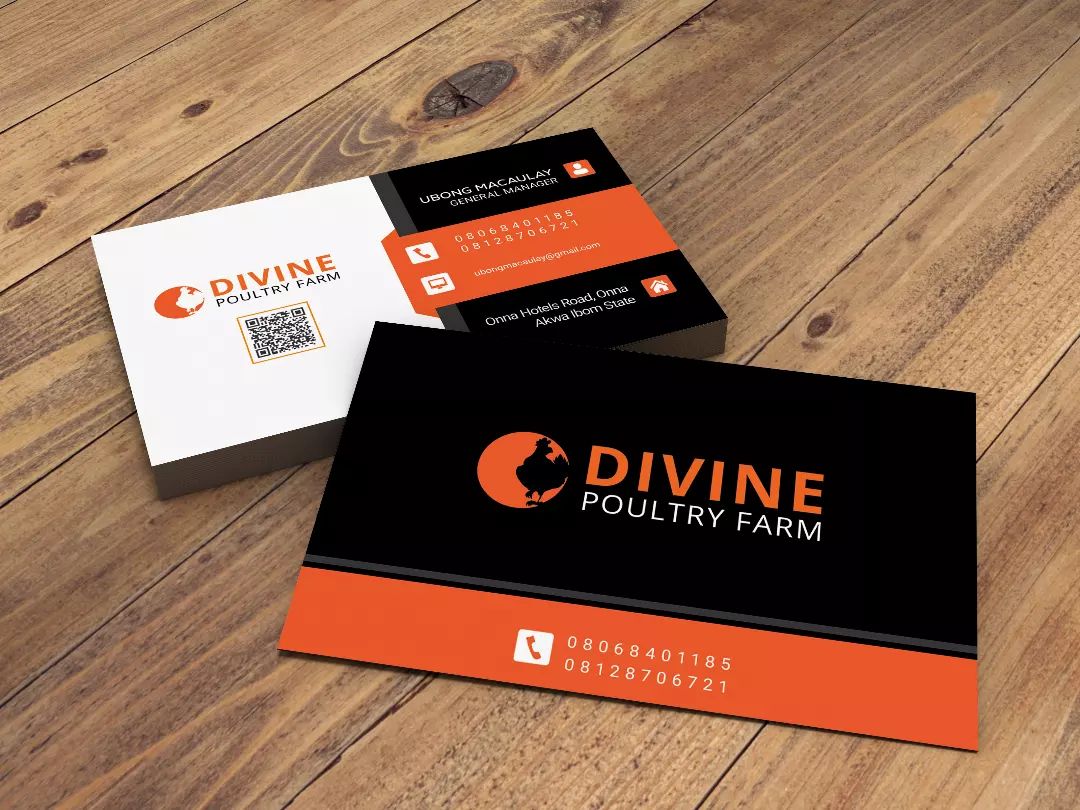 UBONG MACAULAY
GENERAL MANAGER
08068401185
08128706721
ubongmacaulay@gmail.com
Onna Hotels Road, Onna
Akwa Ibom State
DIVINE
POULTRY FARM
DIVINE
POULTRY FARM
08068401185
08128706721